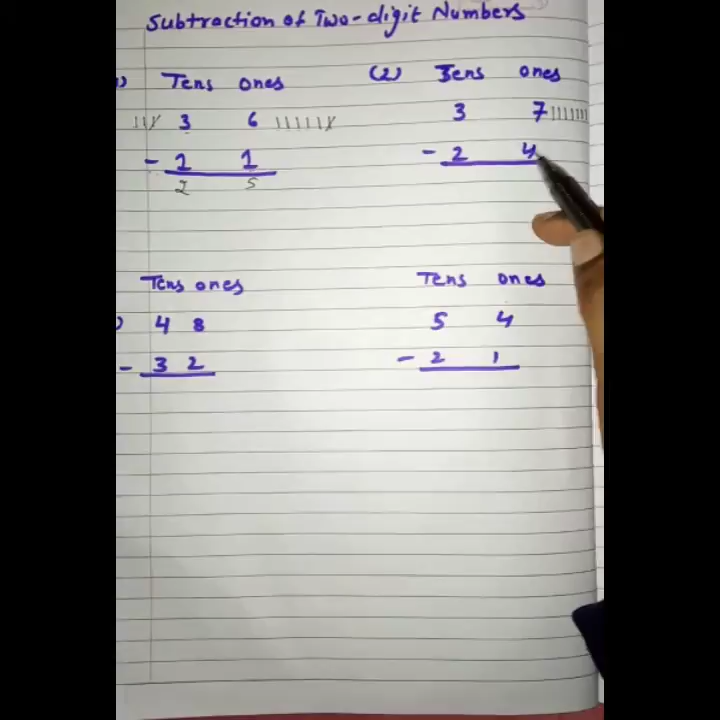 Subtraction of Two-digit Numbers
) Tens ones
3 6
- 1 1
2 5
(2) Tens ones
3 7
- 2 4
Tens ones
) 4 8
- 3 2
Tens ones
5 4
- 2 1